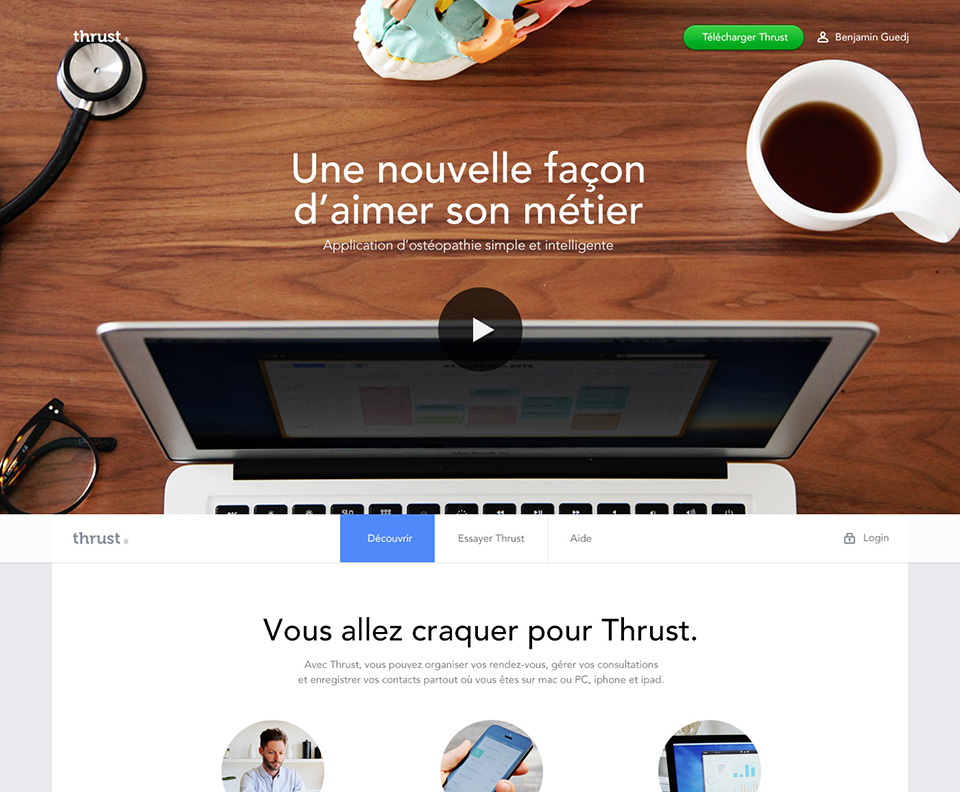 thrust ®
Télécharger Thrust
Benjamin Guedj
Une nouvelle façon
d'aimer son métier
Application d'ostéopathie simple et intelligente
MacBook Air
thrust ®
Découvrir
Essayer Thrust
Aide
Login
Vous allez craquer pour Thrust.
Avec Thrust, vous pouvez organiser vos rendez-vous, gérer vos consultations
et enregistrer vos contacts partout où vous êtes sur mac ou PC, iphone et ipad.